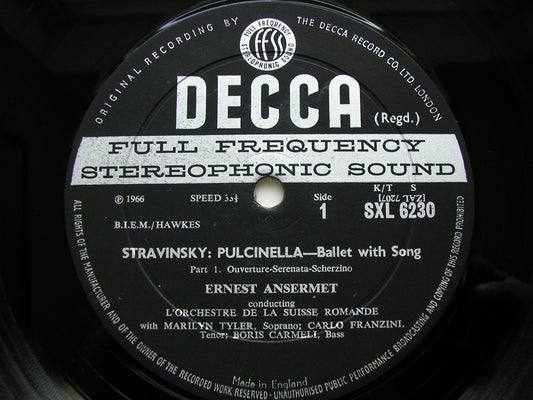 ORIGINAL RECORDING BY THE DECCA RECORD CO. LTD. LONDON
FULL FREQUENCY
ffss
STEREOPHONIC SOUND
DECCA (Regd.)
FULL FREQUENCY
STEREOPHONIC SOUND
℗ 1966 SPEED 33⅓ Side 1 K/T S
(ZAL 7207)
SXL 6230
B.I.E.M./HAWKES
STRAVINSKY: PULCINELLA—Ballet with Song
Part 1. Ouverture-Serenata-Scherzino
ERNEST ANSERMET
conducting
L'ORCHESTRE DE LA SUISSE ROMANDE
with MARILYN TYLER, Soprano; CARLO FRANZINI,
Tenor; BORIS CARMELI, Bass
Made in England
ALL RIGHTS OF THE MANUFACTURER AND OF THE OWNER OF THE RECORDED WORK RESERVED · UNAUTHORISED PUBLIC PERFORMANCE BROADCASTING AND COPYING OF THIS RECORD PROHIBITED